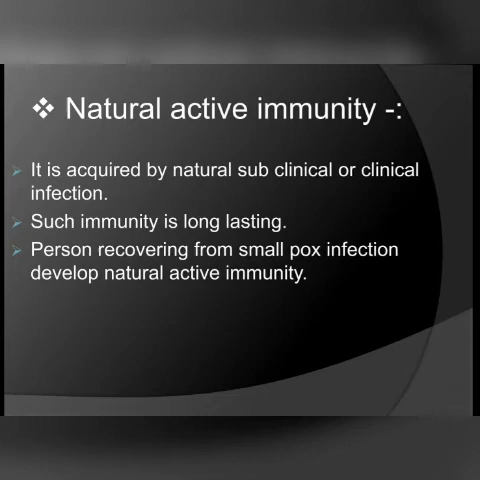 ❖ Natural active immunity -:
➢ It is acquired by natural sub clinical or clinical
infection.
➢ Such immunity is long lasting.
➢ Person recovering from small pox infection
develop natural active immunity.